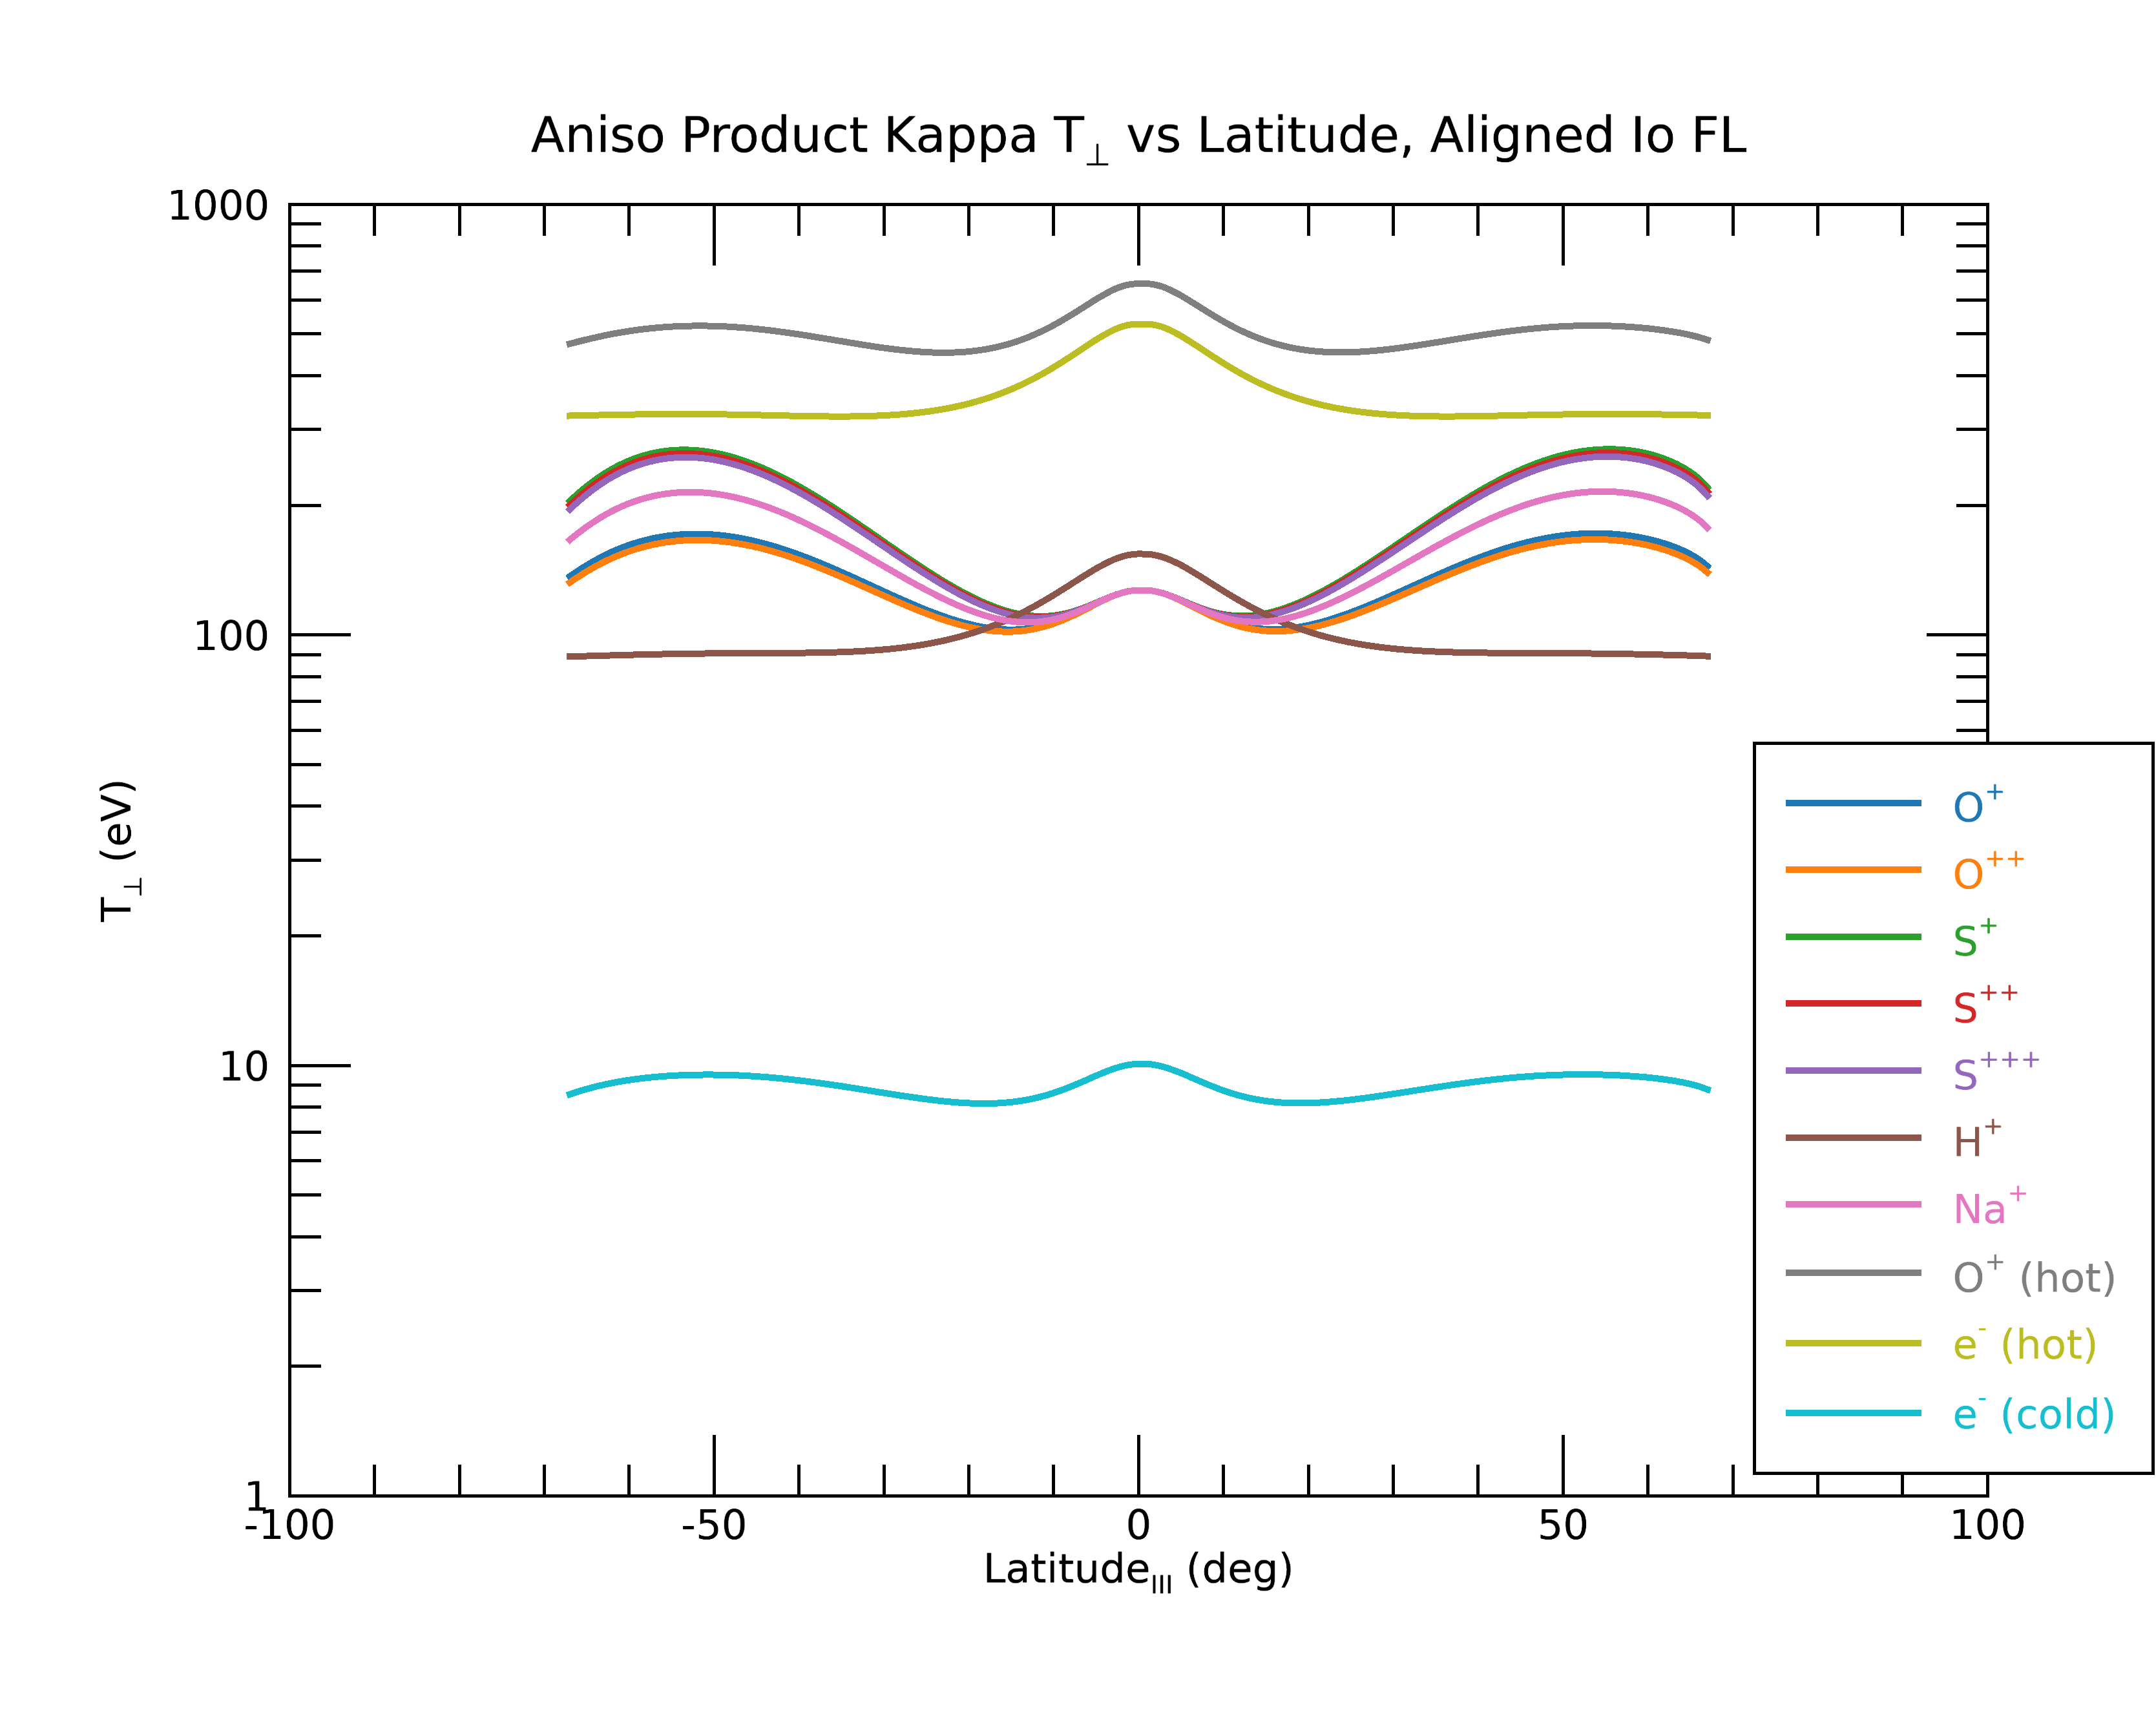 Aniso Product Kappa T⊥ vs Latitude, Aligned Io FL
1000
100
10
1
T⊥ (eV)
-100 -50 0 50 100
Latitude_III (deg)
O⁺
O⁺⁺
S⁺
S⁺⁺
S⁺⁺⁺
H⁺
Na⁺
O⁺ (hot)
e⁻ (hot)
e⁻ (cold)